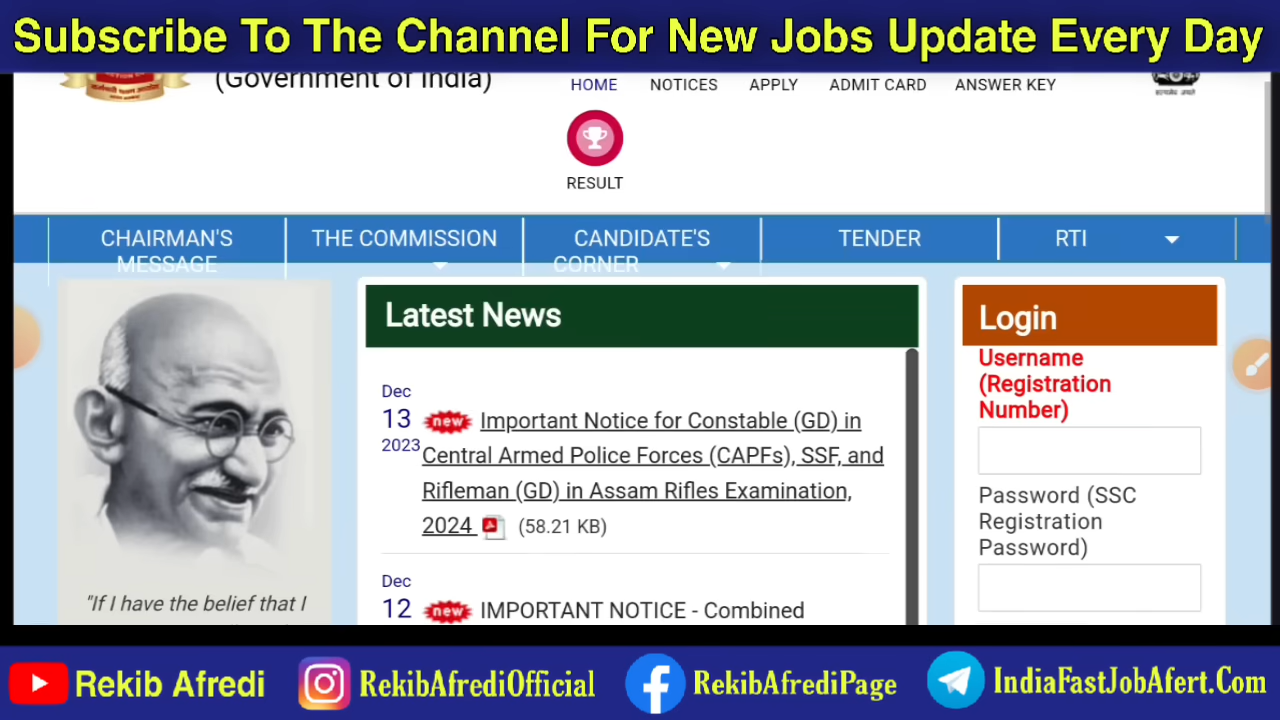 Subscribe To The Channel For New Jobs Update Every Day
(Government of India)
HOME NOTICES APPLY ADMIT CARD ANSWER KEY
RESULT
CHAIRMAN'S MESSAGE
THE COMMISSION
CANDIDATE'S CORNER
TENDER
RTI
Latest News
Dec
13
2023
new Important Notice for Constable (GD) in
Central Armed Police Forces (CAPFs), SSF, and
Rifleman (GD) in Assam Rifles Examination,
2024 (58.21 KB)
Dec
12
new IMPORTANT NOTICE - Combined
Login
Username
(Registration
Number)
Password (SSC
Registration
Password)
"If I have the belief that I
Rekib Afredi RekibAfrediOfficial RekibAfrediPage IndiaFastJobAfert.Com